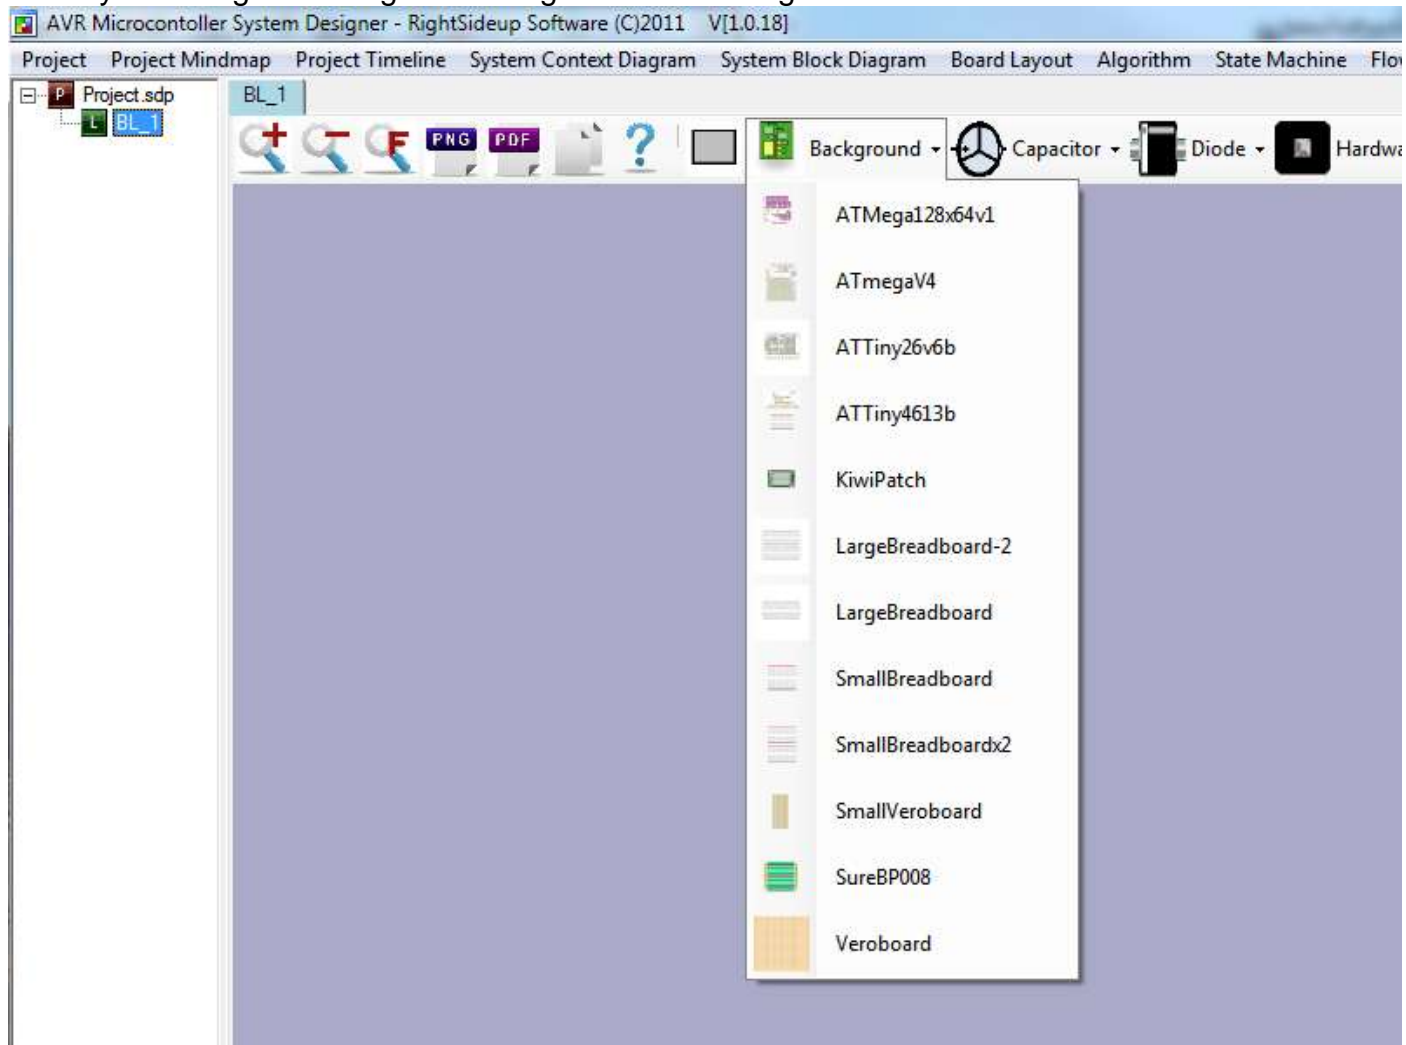 AVR Microcontoller System Designer - RightSideup Software (C)2011 V[1.0.18]
Project Project Mindmap Project Timeline System Context Diagram System Block Diagram Board Layout Algorithm State Machine
Project.sdp
BL_1
BL_1
PNG PDF ? Background Capacitor Diode
ATMega128x64v1
ATmegaV4
ATTiny26v6b
ATTiny4613b
KiwiPatch
LargeBreadboard-2
LargeBreadboard
SmallBreadboard
SmallBreadboardx2
SmallVeroboard
SureBP008
Veroboard